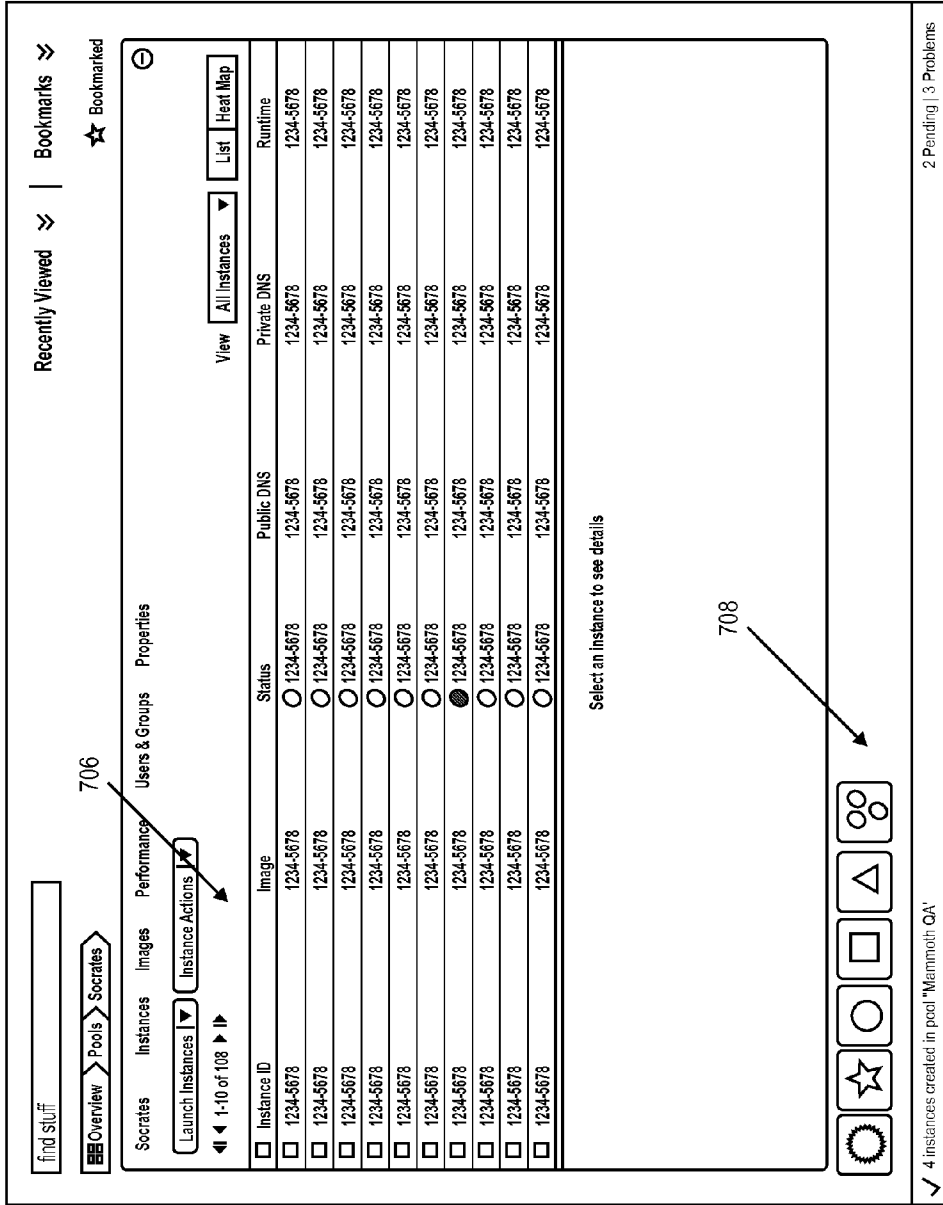 find stuff
Recently Viewed | Bookmarks
Overview Pools Socrates
Bookmarked
706
Socrates Instances Images Performance Users & Groups Properties
Launch Instances Instance Actions
1-10 of 108
View All Instances List Heat Map
Instance ID Image Status Public DNS Private DNS Runtime
1234-5678 1234-5678 1234-5678 1234-5678 1234-5678 1234-5678
1234-5678 1234-5678 1234-5678 1234-5678 1234-5678 1234-5678
1234-5678 1234-5678 1234-5678 1234-5678 1234-5678 1234-5678
1234-5678 1234-5678 1234-5678 1234-5678 1234-5678 1234-5678
1234-5678 1234-5678 1234-5678 1234-5678 1234-5678 1234-5678
1234-5678 1234-5678 1234-5678 1234-5678 1234-5678 1234-5678
1234-5678 1234-5678 1234-5678 1234-5678 1234-5678 1234-5678
1234-5678 1234-5678 1234-5678 1234-5678 1234-5678 1234-5678
1234-5678 1234-5678 1234-5678 1234-5678 1234-5678 1234-5678
1234-5678 1234-5678 1234-5678 1234-5678 1234-5678 1234-5678
Select an instance to see details
708
4 instances created in pool "Mammoth QA'
2 Pending | 3 Problems